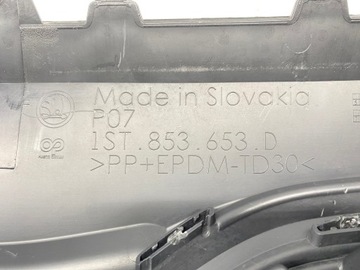 Made in Slovakia
P07
1ST.853.653.D
>PP+EPDM-TD30<